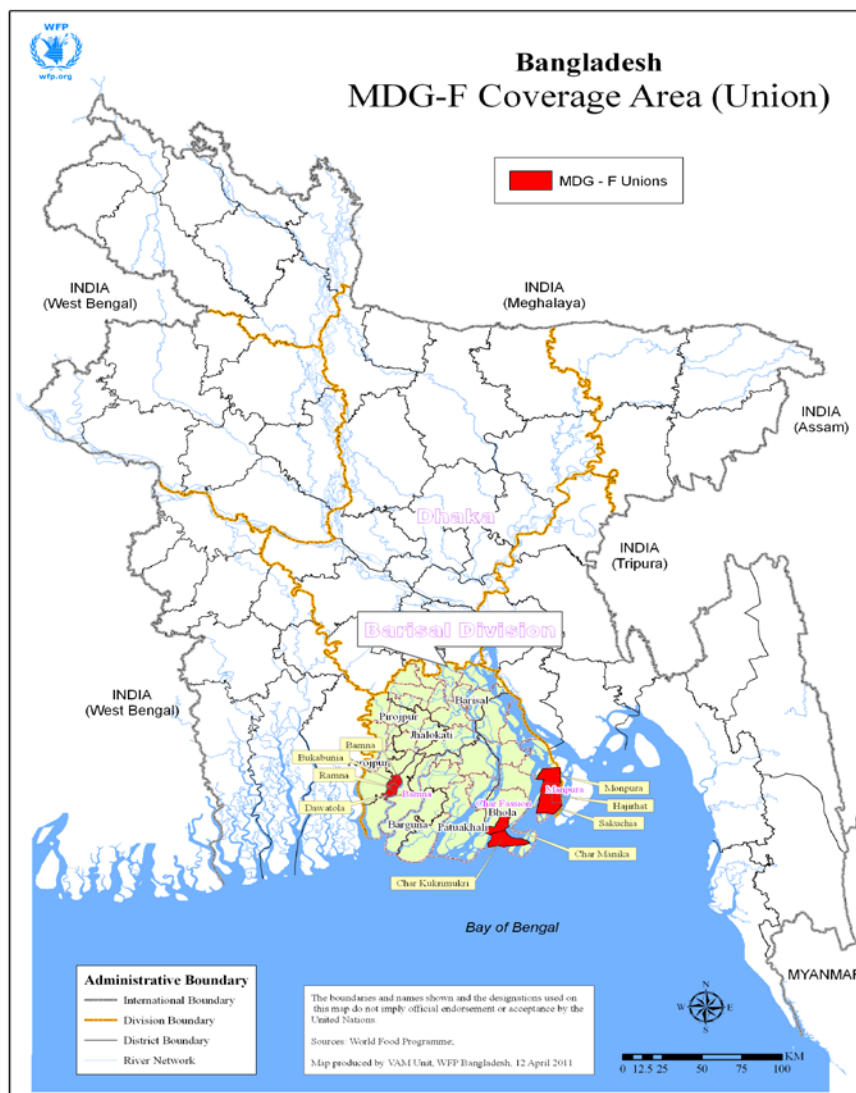 WFP
wfp.org
Bangladesh
MDG-F Coverage Area (Union)
MDG - F Unions
INDIA
(West Bengal)
INDIA
(Meghalaya)
INDIA
(Assam)
Dhaka
INDIA
(Tripura)
Barisal Division
INDIA
(West Bengal)
Barisal
Pirojpur
Jhalokati
Bamna
Bukabunia
Ramna
Dawatola
Bamna
Barguna
Patuakhali
Char Fassion
Bhola
Manpura
Monpura
Hajirhat
Sakuchia
Char Manika
Char Kukrimukri
Bay of Bengal
MYANMAR
Administrative Boundary
International Boundary
Division Boundary
District Boundary
River Network
The boundaries and names shown and the designations used on
this map do not imply official endorsement or acceptance by the
United Nations.
Sources: World Food Programme;
Map produced by VAM Unit, WFP Bangladesh, 12 April 2011
N
W E
S
KM
0 12.5 25 50 75 100